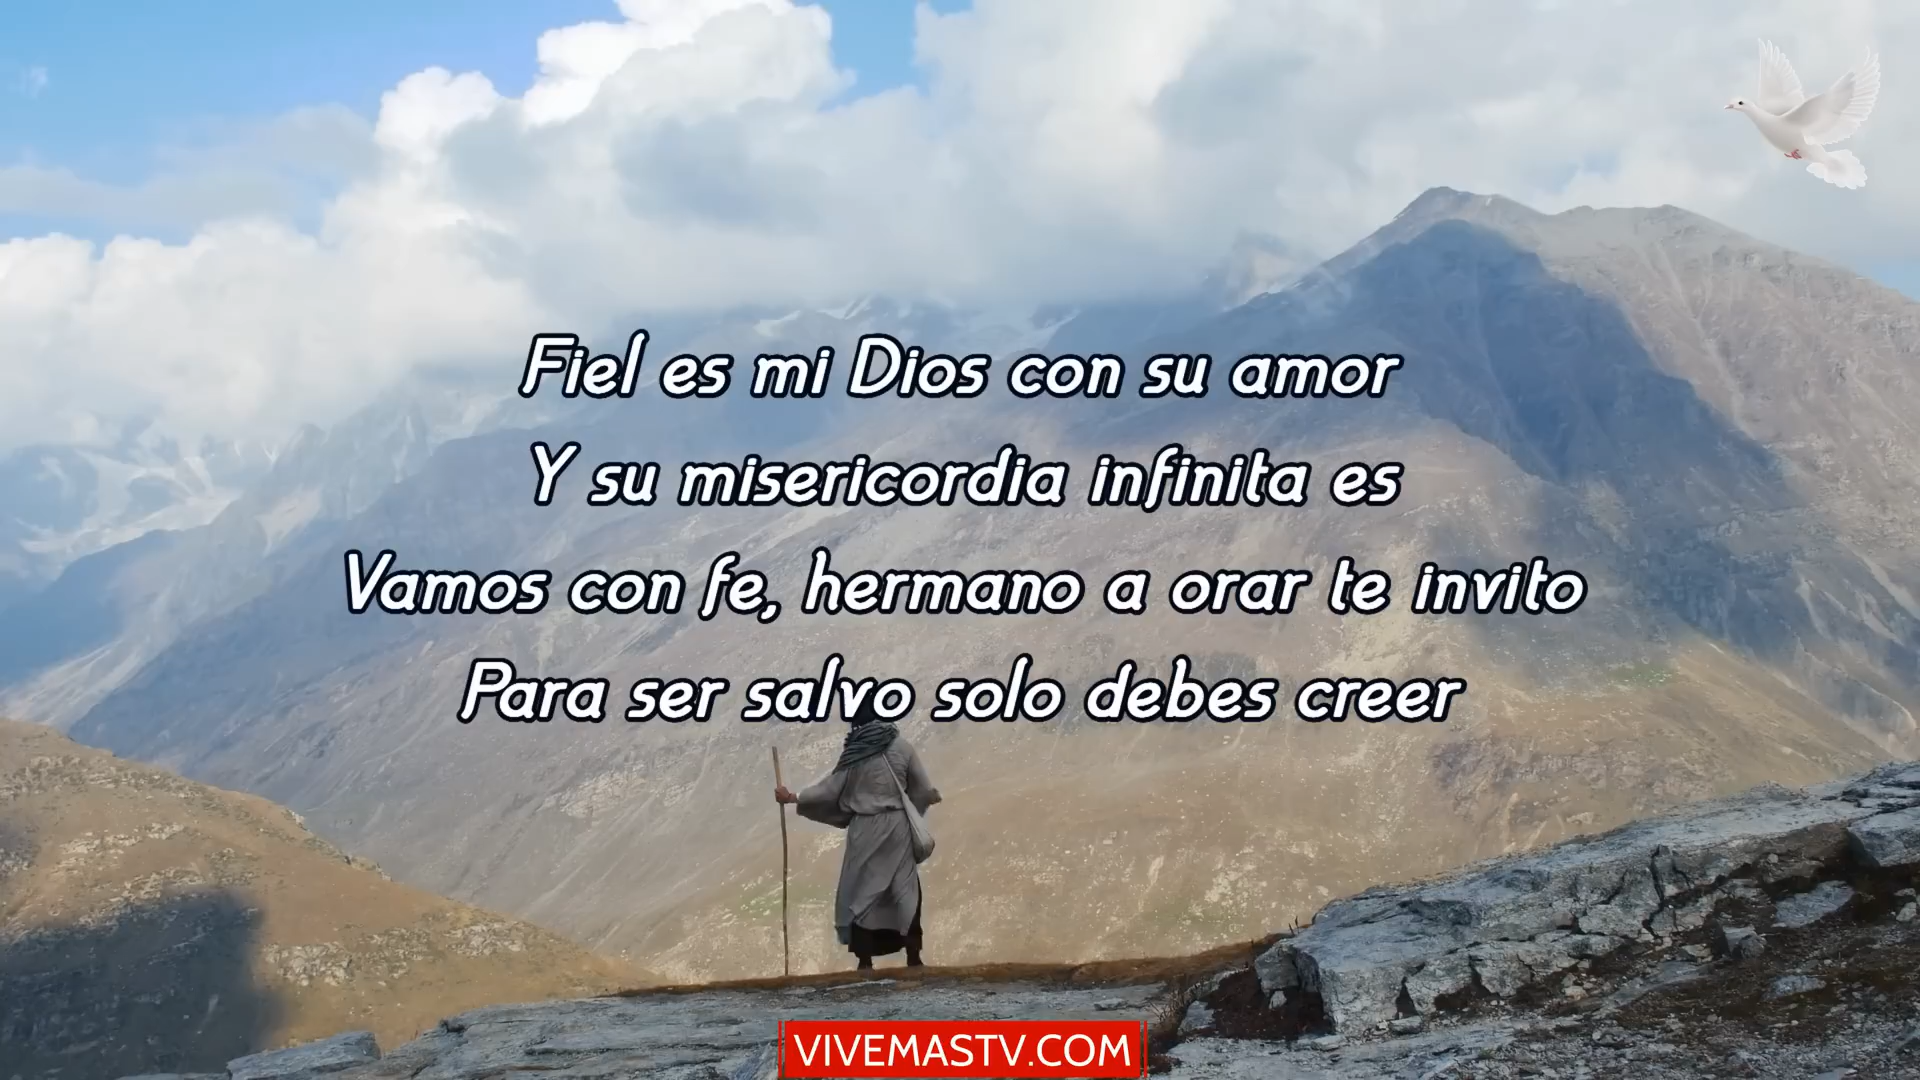 Fiel es mi Dios con su amor
Y su misericordia infinita es
Vamos con fe, hermano a orar te invito
Para ser salvo solo debes creer
VIVEMASTV.COM